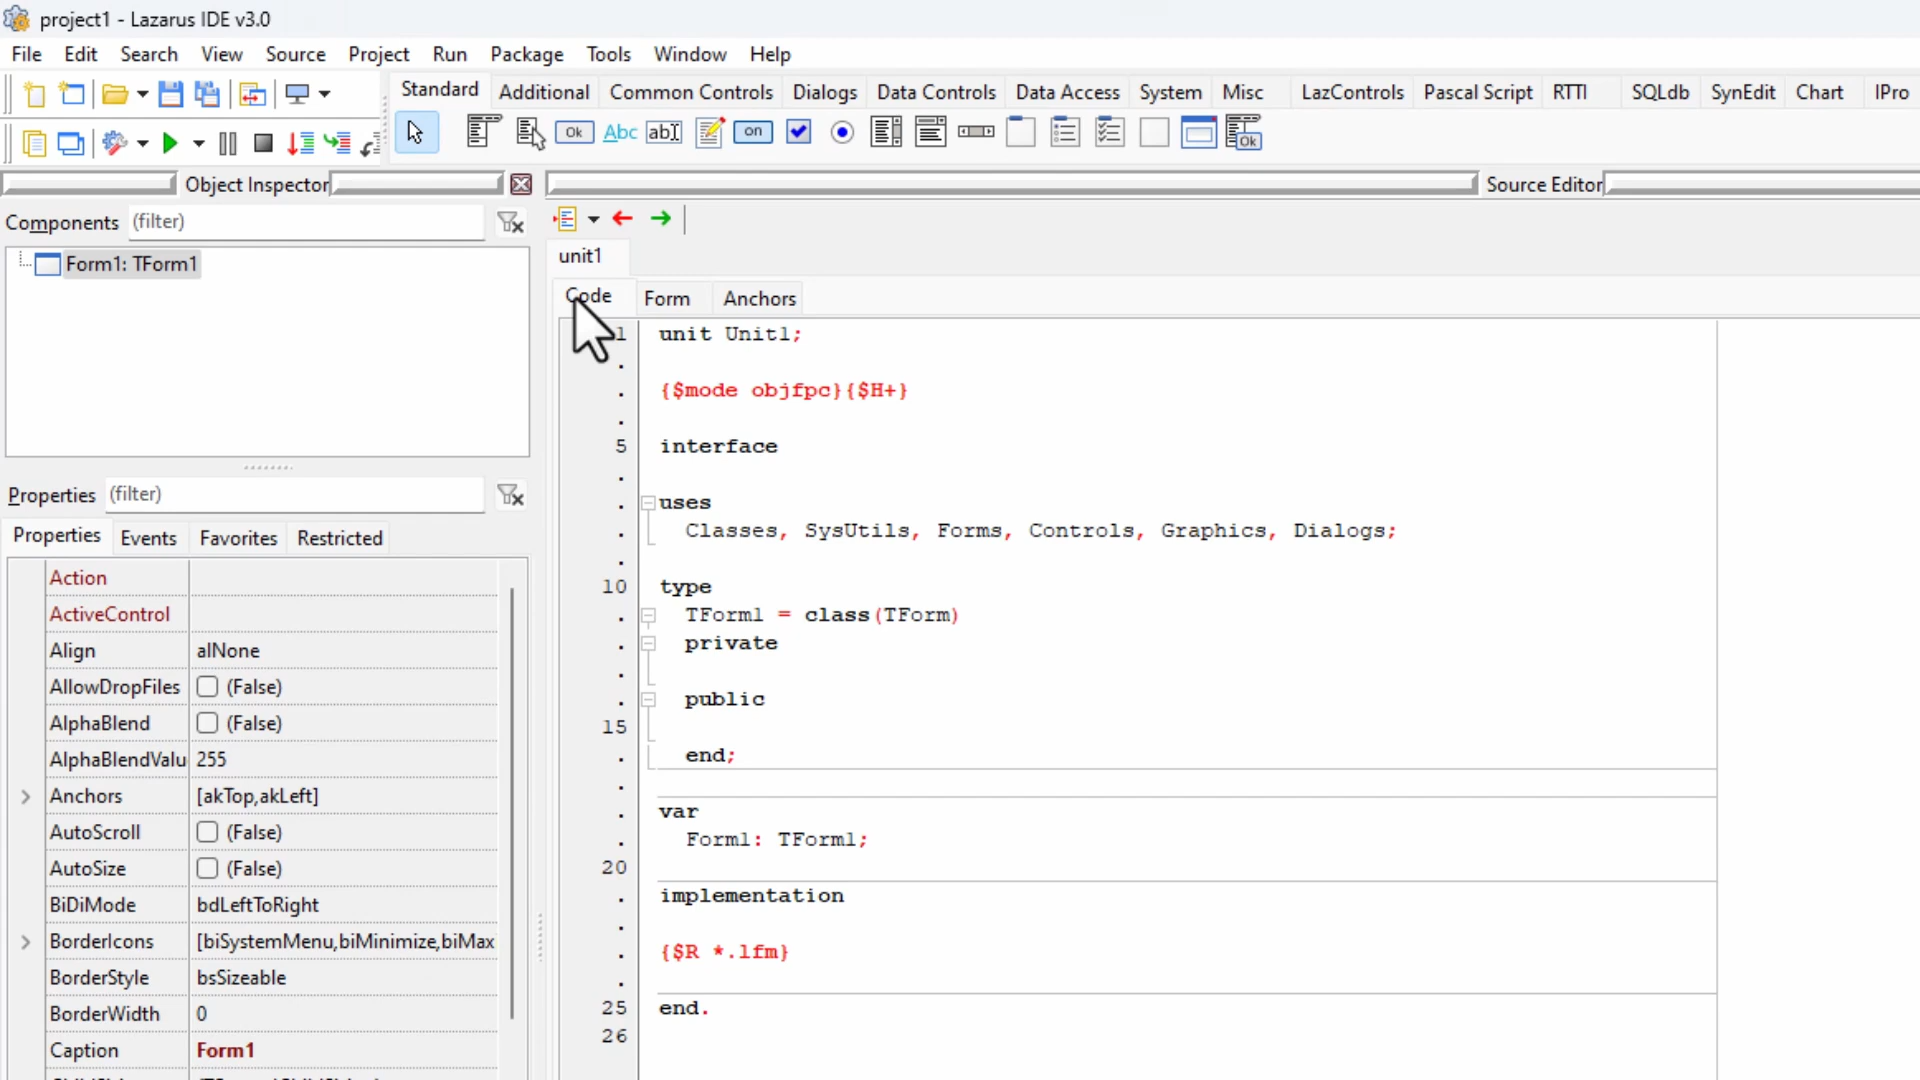 project1 - Lazarus IDE v3.0
File Edit Search View Source Project Run Package Tools Window Help
Standard Additional Common Controls Dialogs Data Controls Data Access System Misc LazControls Pascal Script RTTI SQLdb SynEdit Chart IPro
Ok Abc ab on Ok
Object Inspector
Source Editor
Components (filter)
Form1: TForm1
unit1
Code Form Anchors
1 unit Unit1;
{$mode objfpc}{$H+}
5 interface
uses
Classes, SysUtils, Forms, Controls, Graphics, Dialogs;
10 type
TForm1 = class(TForm)
private
public
15
end;
var
Form1: TForm1;
20
implementation
{$R *.lfm}
25 end.
26
Properties (filter)
Properties Events Favorites Restricted
Action
ActiveControl
Align alNone
AllowDropFiles (False)
AlphaBlend (False)
AlphaBlendValu 255
Anchors [akTop,akLeft]
AutoScroll (False)
AutoSize (False)
BiDiMode bdLeftToRight
BorderIcons [biSystemMenu,biMinimize,biMax
BorderStyle bsSizeable
BorderWidth 0
Caption Form1